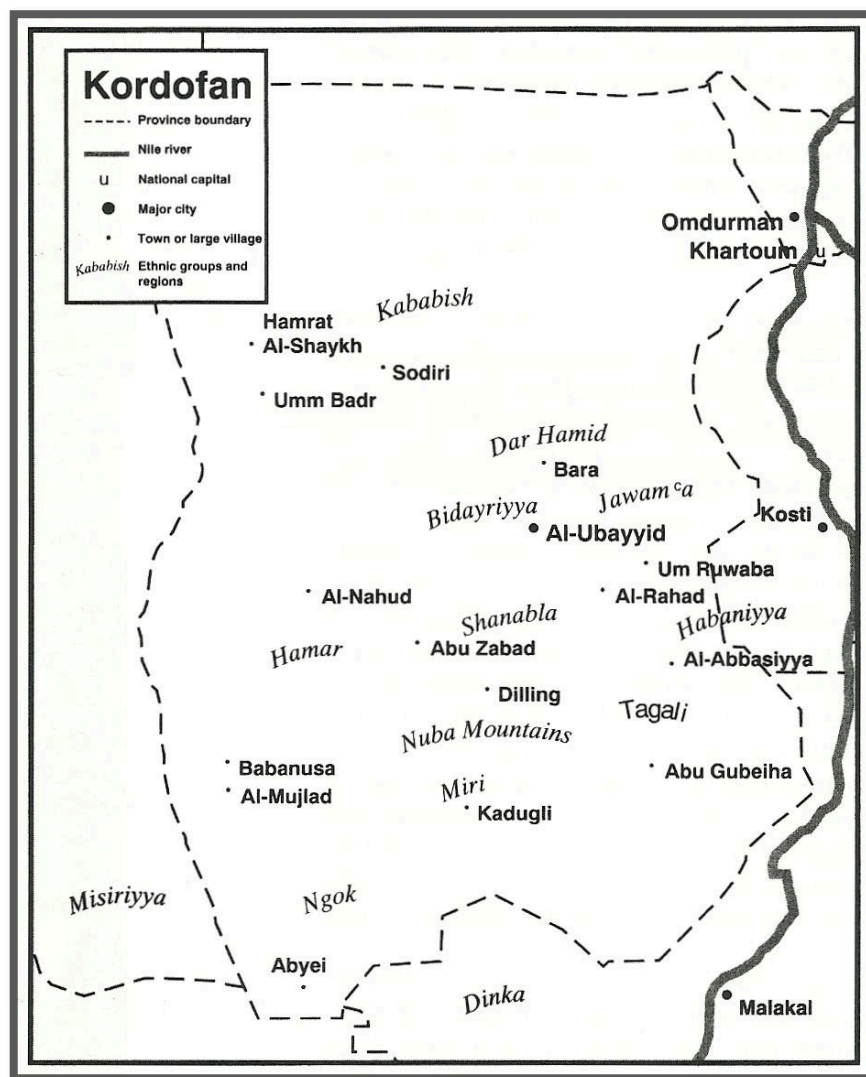 Kordofan
Province boundary
Nile river
u National capital
Major city
Town or large village
Kababish Ethnic groups and
regions
Omdurman
Khartoum u
Kababish
Hamrat
Al-Shaykh
Sodiri
Umm Badr
Dar Hamid
Bara
Jawamᶜa
Bidayriyya
Kosti
Al-Ubayyid
Um Ruwaba
Al-Nahud
Al-Rahad
Shanabla
Habaniyya
Hamar
Abu Zabad
Al-Abbasiyya
Dilling
Tagali
Nuba Mountains
Babanusa
Abu Gubeiha
Miri
Al-Mujlad
Kadugli
Misiriyya
Ngok
Abyei
Dinka
Malakal